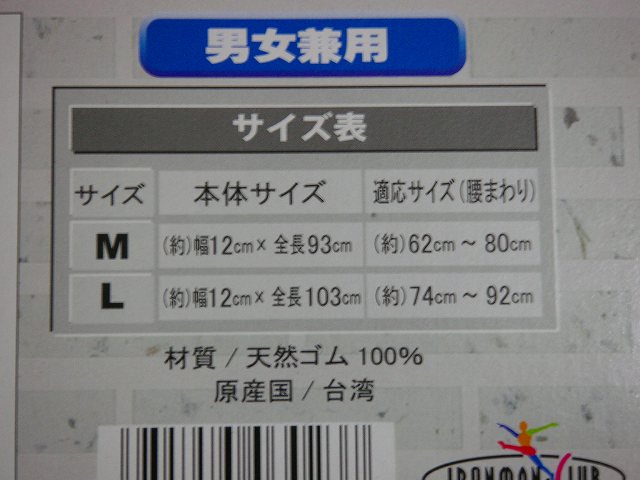 男女兼用
サイズ表
サイズ 本体サイズ 適応サイズ(腰まわり)
M (約)幅12cm× 全長93cm (約)62cm～80cm
L (約)幅12cm× 全長103cm (約)74cm～92cm
材質 / 天然ゴム 100%
原産国 / 台湾
IRONMAN CLUB